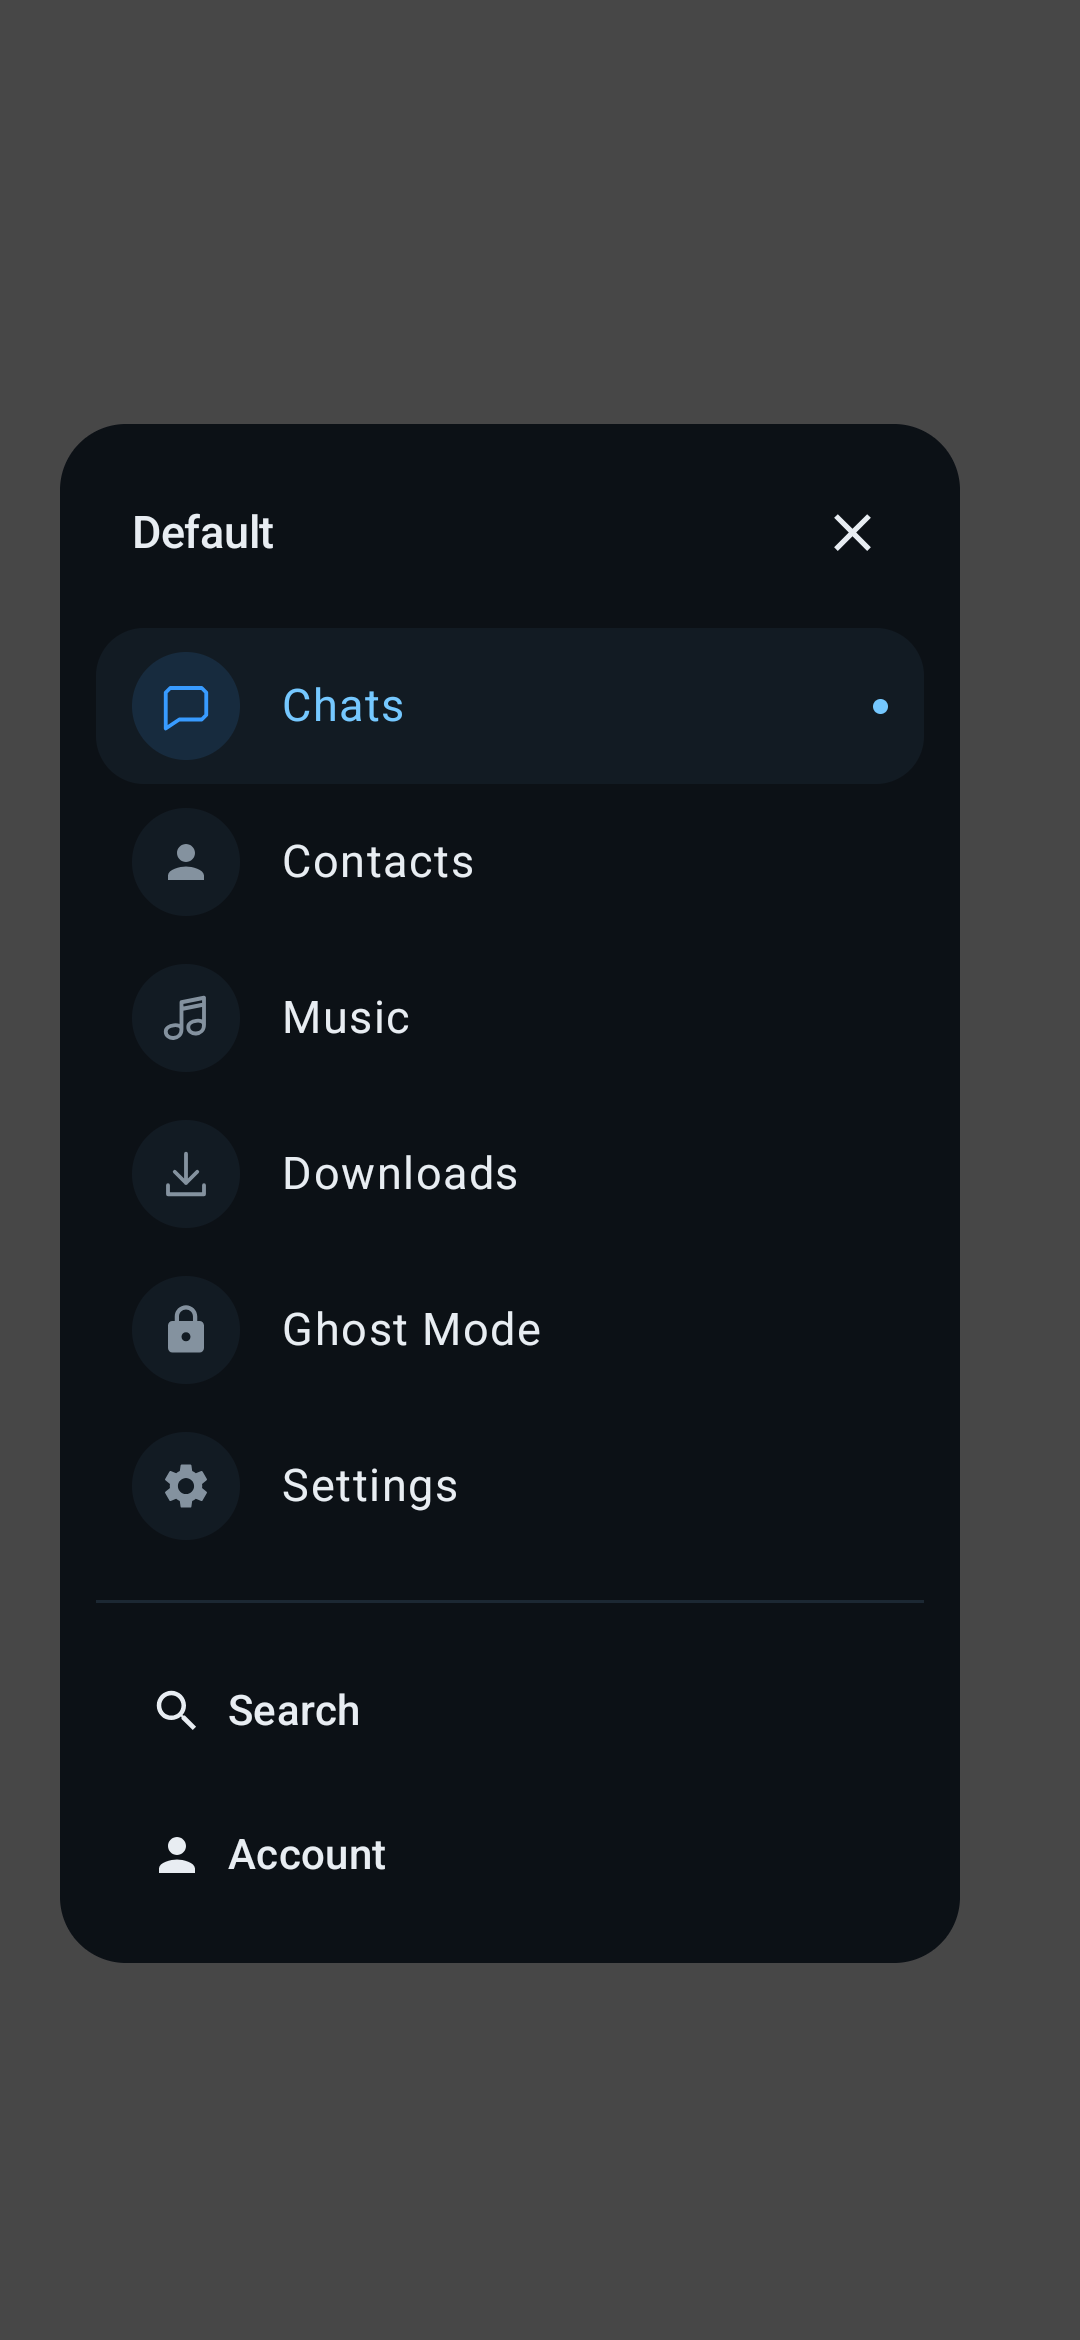 Default
Chats
Contacts
Music
Downloads
Ghost Mode
Settings
Search
Account